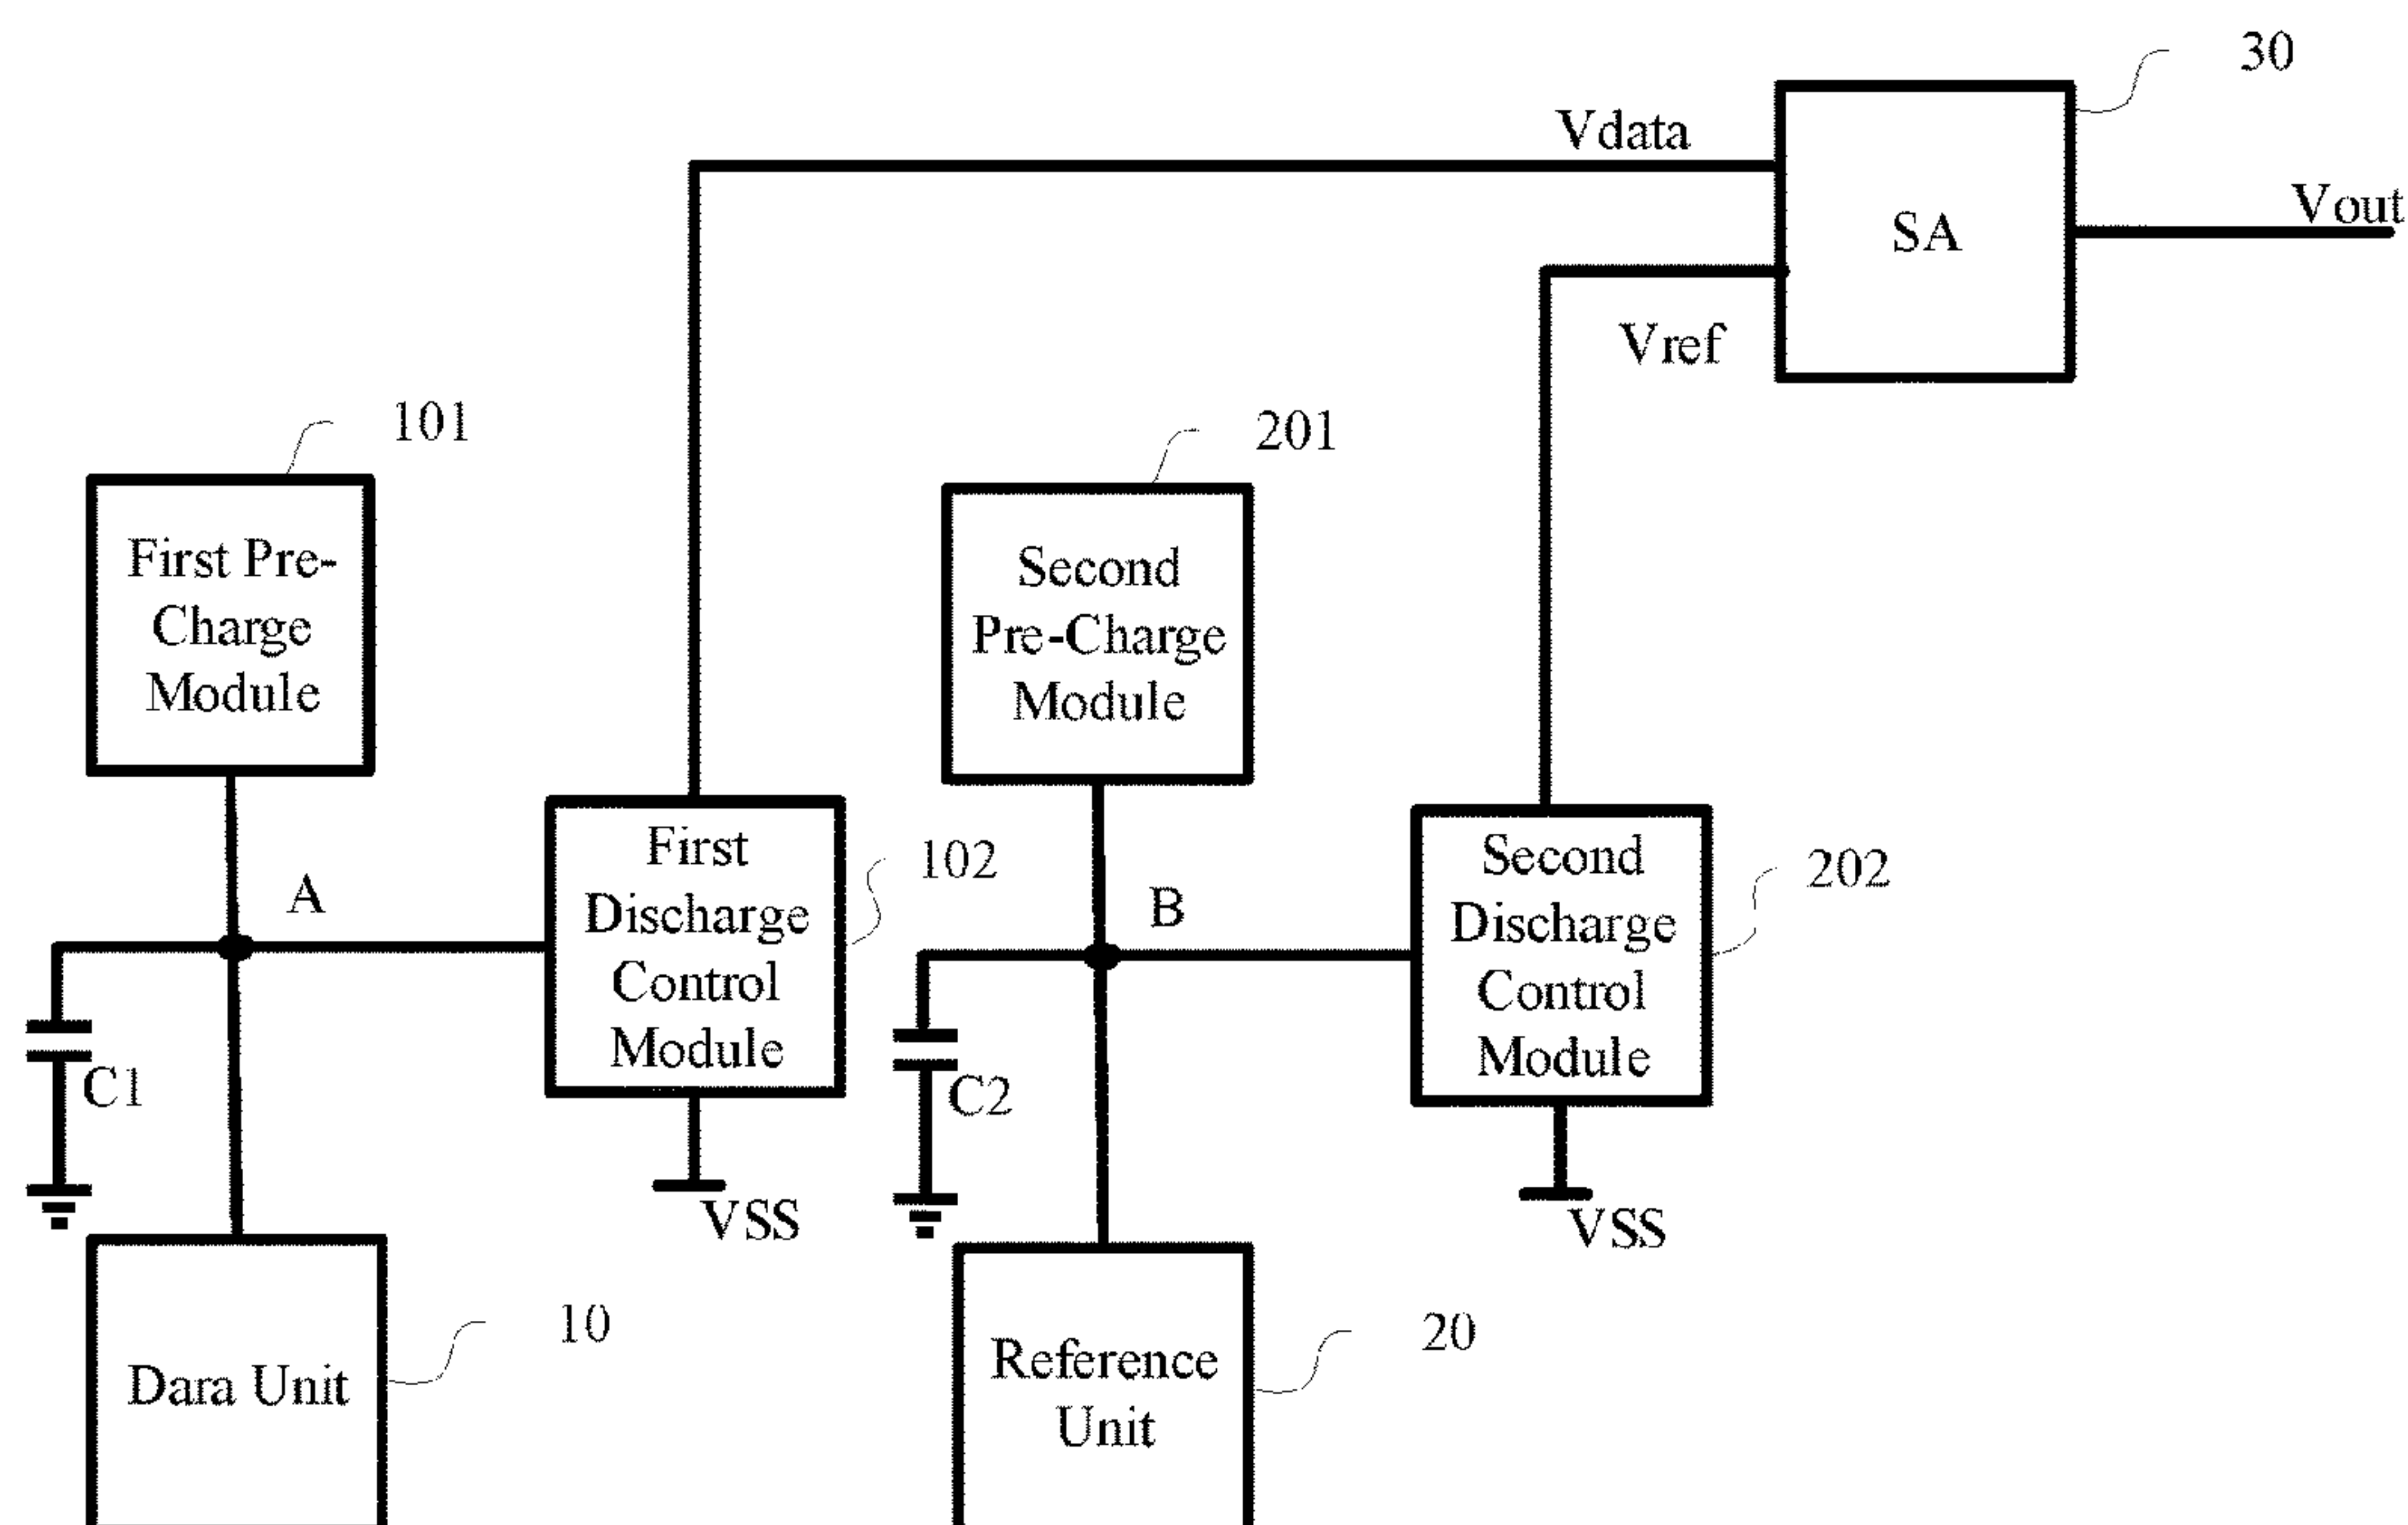 30
Vdata
Vout
SA
Vref
101
201
First Pre-
Charge
Module
Second
Pre-Charge
Module
First
Discharge
Control
Module
102
Second
Discharge
Control
Module
202
A
B
C1
C2
VSS
VSS
10
20
Dara Unit
Reference
Unit